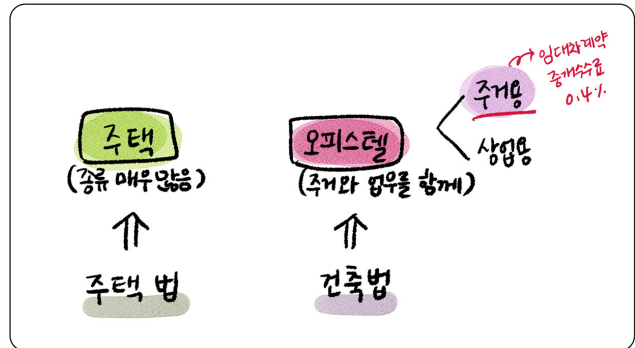 주택
(종류 매우 많음)
주택 법
오피스텔
(주거와 업무를 함께)
건축법
주거용
상업용
임대차계약
중개수수료
0.4%